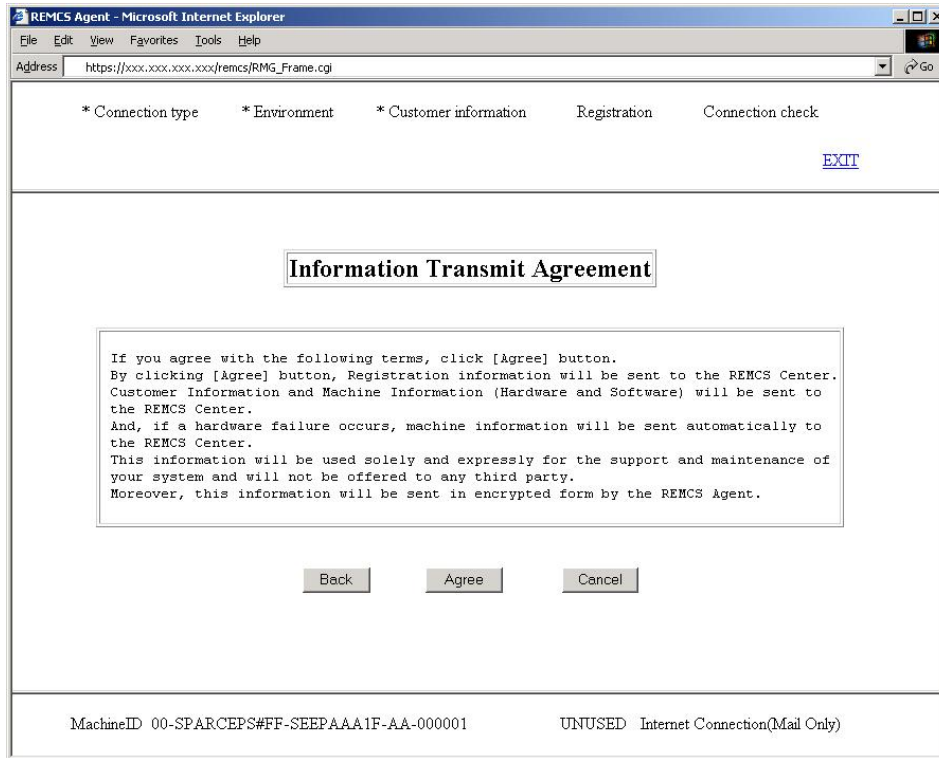 REMCS Agent - Microsoft Internet Explorer
File Edit View Favorites Tools Help
Address https://xxx.xxx.xxx.xxx/remcs/RMG_Frame.cgi Go
* Connection type * Environment * Customer information Registration Connection check
EXIT
Information Transmit Agreement
If you agree with the following terms, click [Agree] button.
By clicking [Agree] button, Registration information will be sent to the REMCS Center.
Customer Information and Machine Information (Hardware and Software) will be sent to
the REMCS Center.
And, if a hardware failure occurs, machine information will be sent automatically to
the REMCS Center.
This information will be used solely and expressly for the support and maintenance of
your system and will not be offered to any third party.
Moreover, this information will be sent in encrypted form by the REMCS Agent.
Back Agree Cancel
MachineID 00-SPARCEPS#FF-SEEPAAA1F-AA-000001 UNUSED Internet Connection(Mail Only)